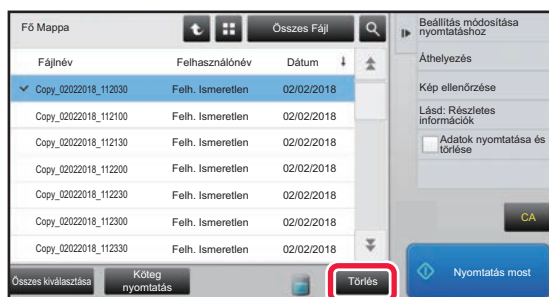 Fő Mappa
Összes Fájl
Fájlnév Felhasználónév Dátum
Copy_02022018_112030 Felh. Ismeretlen 02/02/2018
Copy_02022018_112100 Felh. Ismeretlen 02/02/2018
Copy_02022018_112130 Felh. Ismeretlen 02/02/2018
Copy_02022018_112200 Felh. Ismeretlen 02/02/2018
Copy_02022018_112230 Felh. Ismeretlen 02/02/2018
Copy_02022018_112300 Felh. Ismeretlen 02/02/2018
Copy_02022018_112330 Felh. Ismeretlen 02/02/2018
Összes kiválasztása
Köteg
nyomtatás
Törlés
Beállítás módosítása
nyomtatáshoz
Áthelyezés
Kép ellenőrzése
Lásd: Részletes
információk
Adatok nyomtatása és
törlése
CA
Nyomtatás most